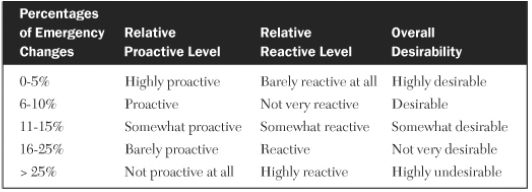 Percentages
of Emergency Relative Relative Overall
Changes Proactive Level Reactive Level Desirability
0-5% Highly proactive Barely reactive at all Highly desirable
6-10% Proactive Not very reactive Desirable
11-15% Somewhat proactive Somewhat reactive Somewhat desirable
16-25% Barely proactive Reactive Not very desirable
> 25% Not proactive at all Highly reactive Highly undesirable